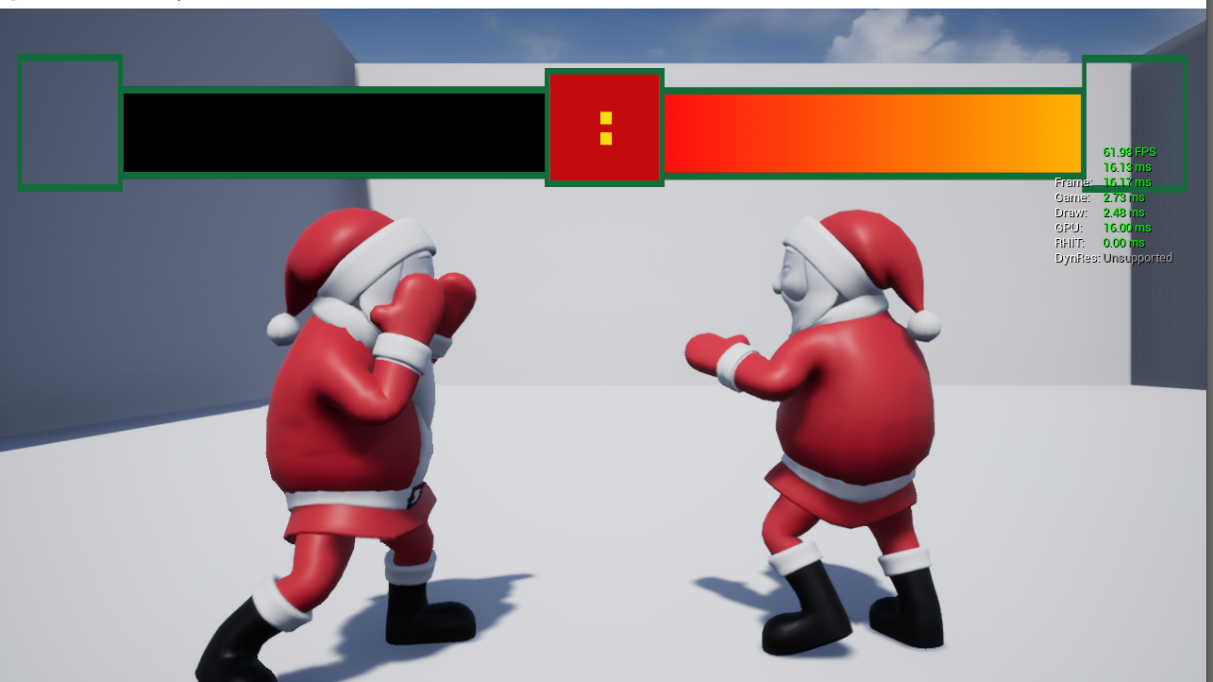 :
61.98 FPS
16.13 ms
Frame: 16.17 ms
Game: 2.73 ms
Draw: 2.48 ms
GPU: 16.00 ms
RHIT: 0.00 ms
DynRes: Unsupported